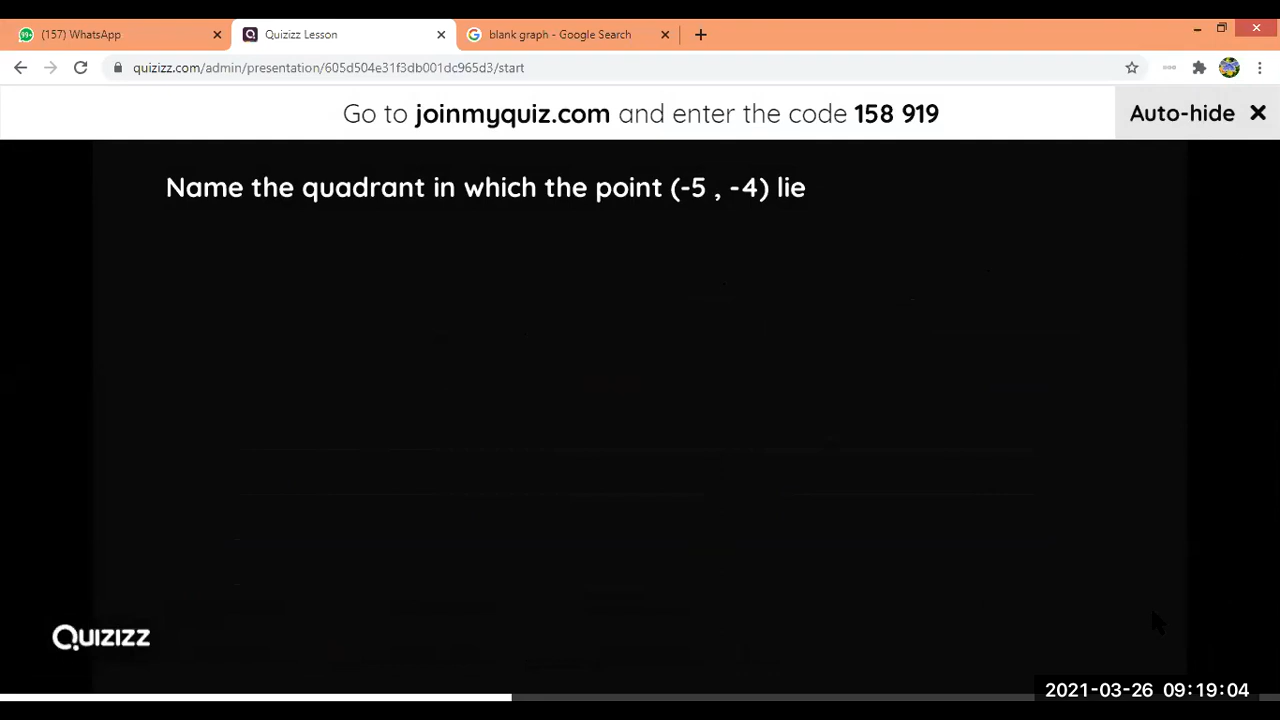 99+ (157) WhatsApp
Quizizz Lesson
blank graph - Google Search
quizizz.com/admin/presentation/605d504e31f3db001dc965d3/start
Go to joinmyquiz.com and enter the code 158 919
Auto-hide
Name the quadrant in which the point (-5 , -4) lie
Quizizz
2021-03-26 09:19:04